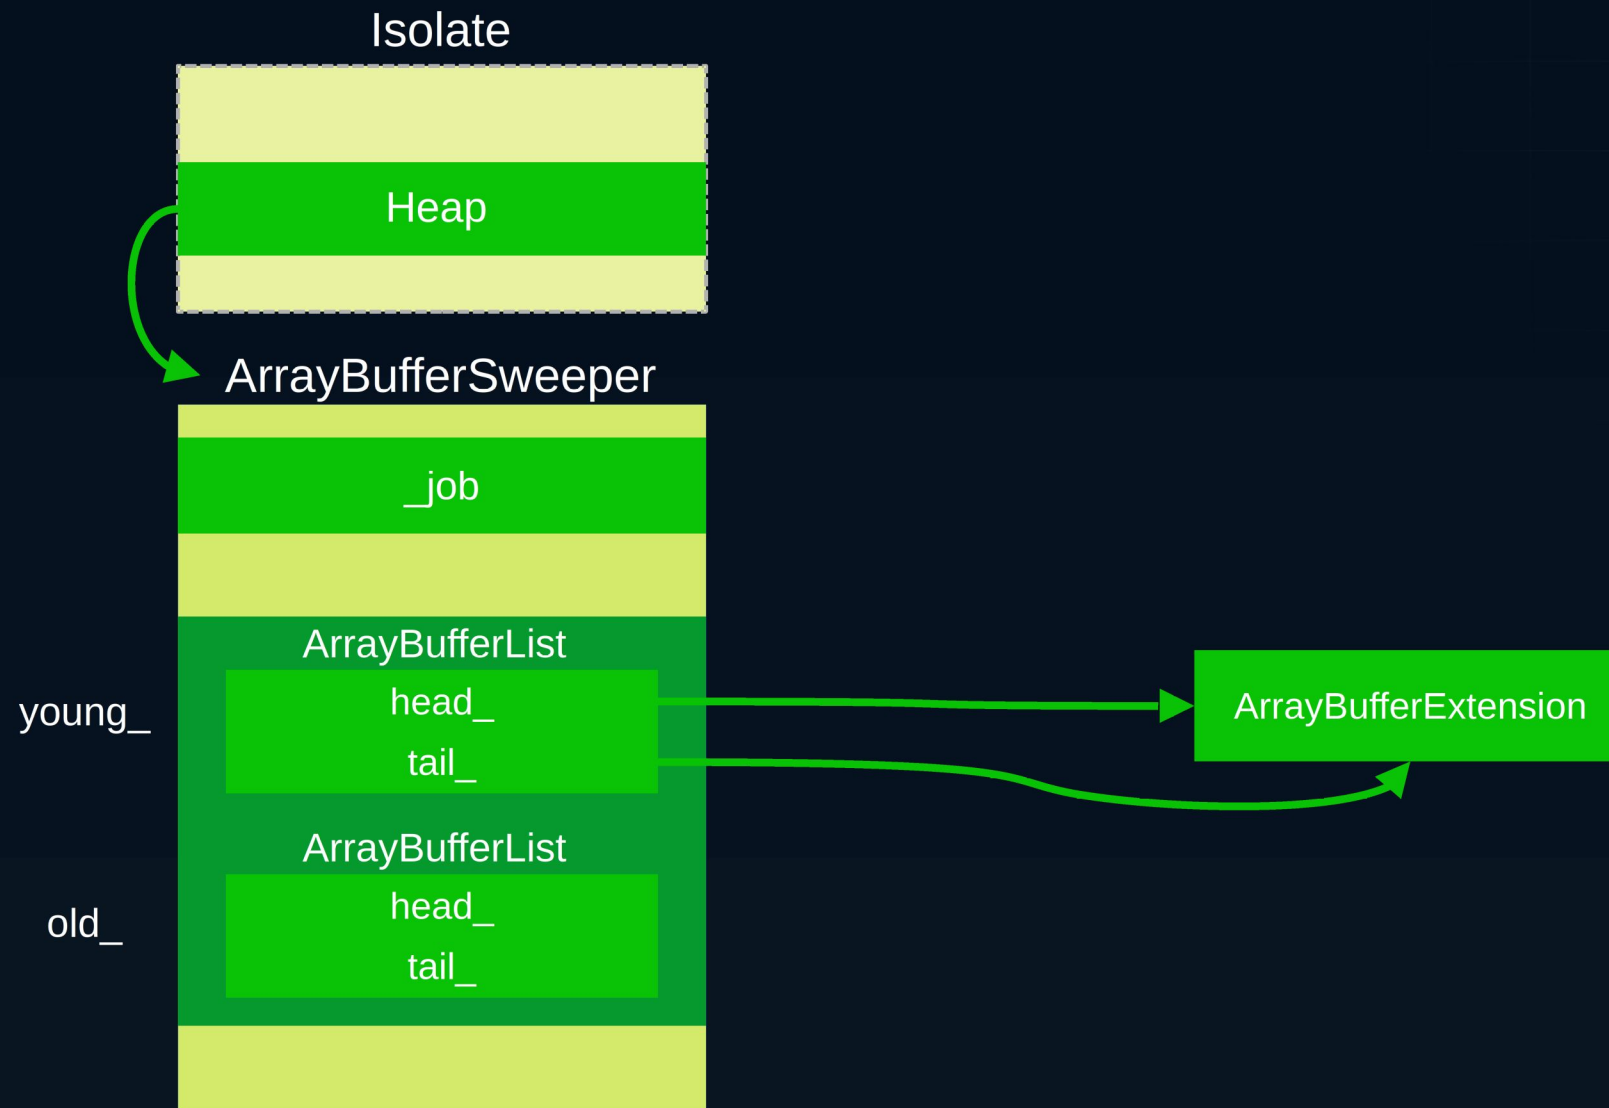 Isolate
Heap
ArrayBufferSweeper
_job
ArrayBufferList
young_
head_
tail_
ArrayBufferExtension
ArrayBufferList
old_
head_
tail_